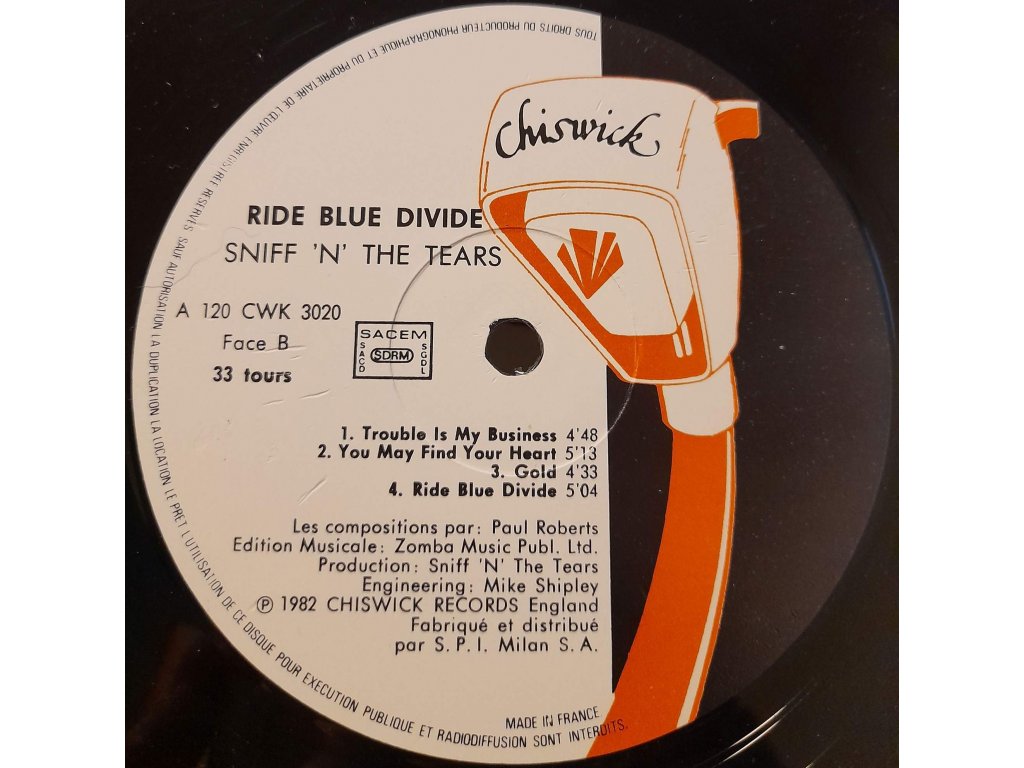 chiswick
RIDE BLUE DIVIDE
SNIFF 'N' THE TEARS
A 120 CWK 3020
Face B
33 tours
SACEM
SACD
SDRM
SGDL
1. Trouble Is My Business 4'48
2. You May Find Your Heart 5'13
3. Gold 4'33
4. Ride Blue Divide 5'04
Les compositions par: Paul Roberts
Edition Musicale: Zomba Music Publ. Ltd.
Production: Sniff 'N' The Tears
Engineering: Mike Shipley
℗ 1982 CHISWICK RECORDS England
Fabriqué et distribué
par S.P.I. Milan S.A.
MADE IN FRANCE
TOUS DROITS DU PRODUCTEUR PHONOGRAPHIQUE ET DU PROPRIETAIRE DE L'ŒUVRE ENREGISTREE RESERVES SAUF AUTORISATION LA DUPLICATION LA LOCATION LE PRET L'UTILISATION DE CE DISQUE POUR EXECUTION PUBLIQUE ET RADIODIFFUSION SONT INTERDITS.